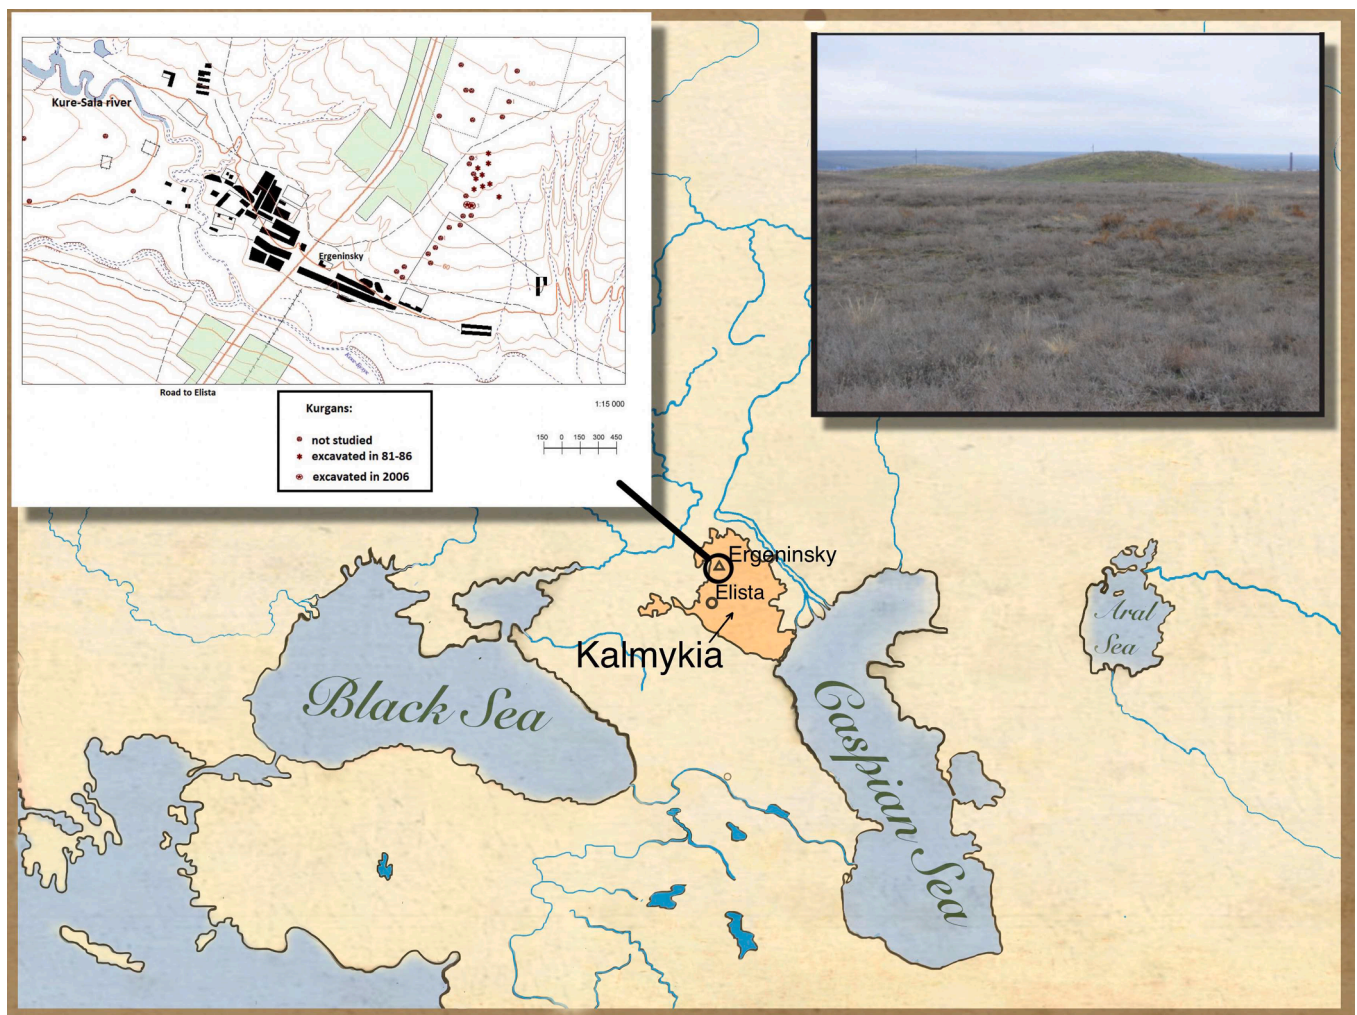 Kure-Sala river
Ergeninsky
Road to Elista
Kurgans:
not studied
excavated in 81-86
excavated in 2006
1:15 000
150 0 150 300 450
60
Ergeninsky
Elista
Kalmykia
Black Sea
Caspian Sea
Aral
Sea